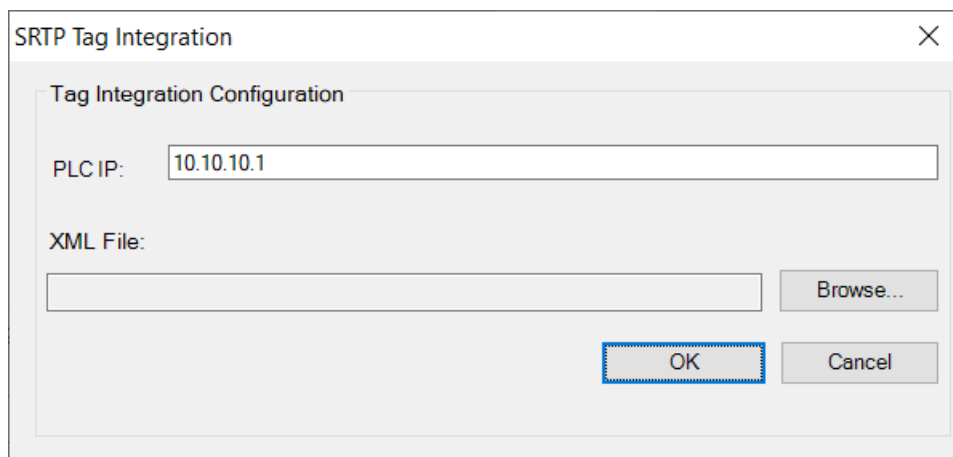 SRTP Tag Integration
Tag Integration Configuration
PLC IP: 10.10.10.1
XML File:
Browse...
OK Cancel